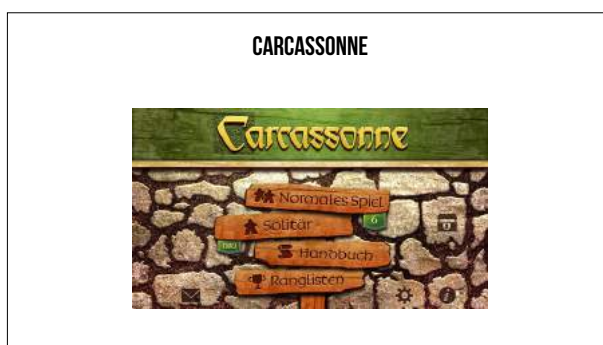 CARCASSONNE
Carcassonne
Normales Spiel
6
Solitär
Handbuch
Ranglisten